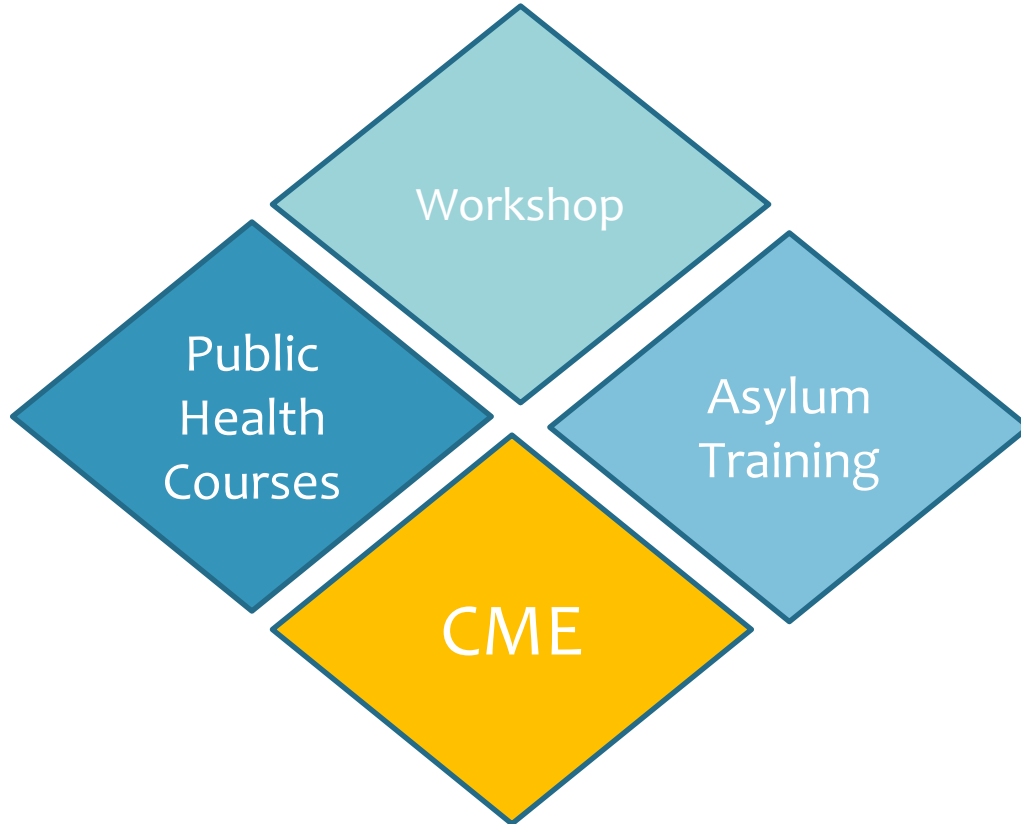 Workshop
Public
Health
Courses
Asylum
Training
CME